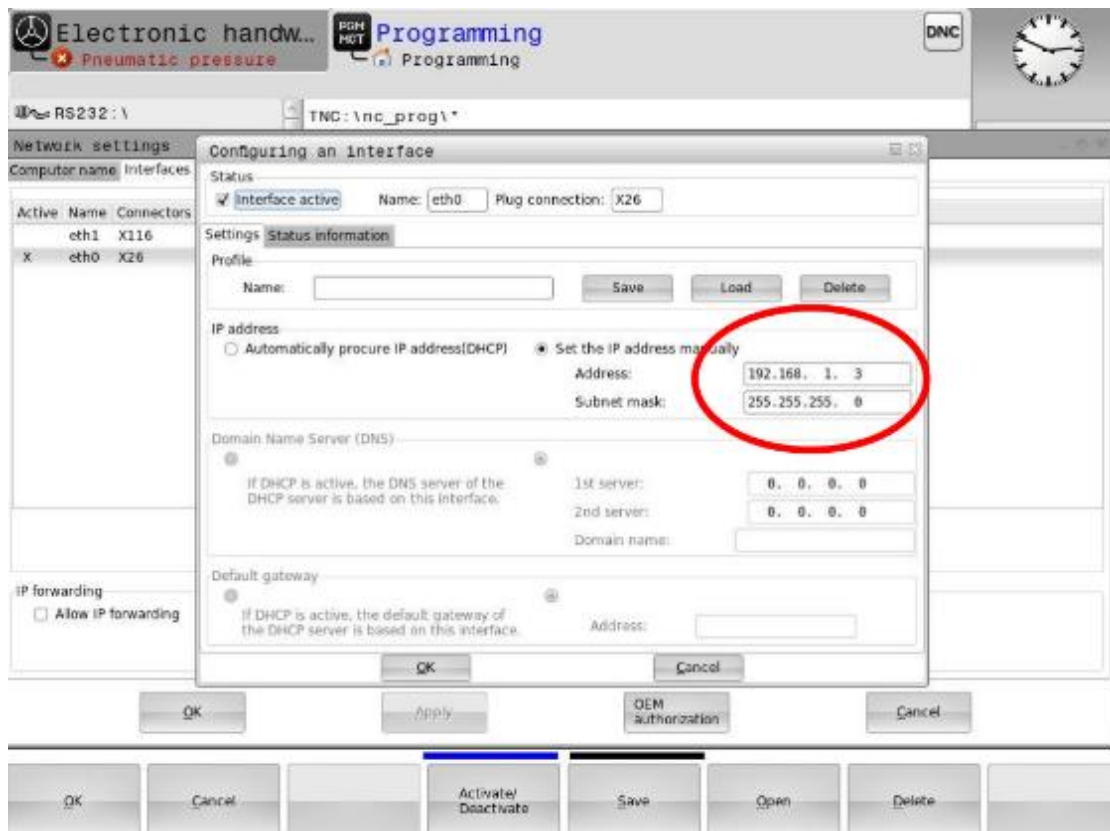 Electronic handw...
Pneumatic pressure
PGM
MGT
Programming
Programming
DNC
RS232:\
TNC:\nc_prog\*
Network settings
Computer name Interfaces
Active Name Connectors
eth1 X116
X eth0 X26
Configuring an interface
Status
Interface active Name: eth0 Plug connection: X26
Settings Status information
Profile
Name: Save Load Delete
IP address
Automatically procure IP address(DHCP) Set the IP address manually
Address: 192.168. 1. 3
Subnet mask: 255.255.255. 0
Domain Name Server (DNS)
If DHCP is active, the DNS server of the
DHCP server is based on this interface.
1st server: 0. 0. 0. 0
2nd server: 0. 0. 0. 0
Domain name:
Default gateway
If DHCP is active, the default gateway of
the DHCP server is based on this interface.
Address:
OK Cancel
IP forwarding
Allow IP forwarding
OK Apply OEM
authorization Cancel
OK Cancel Activate/
Deactivate Save Open Delete